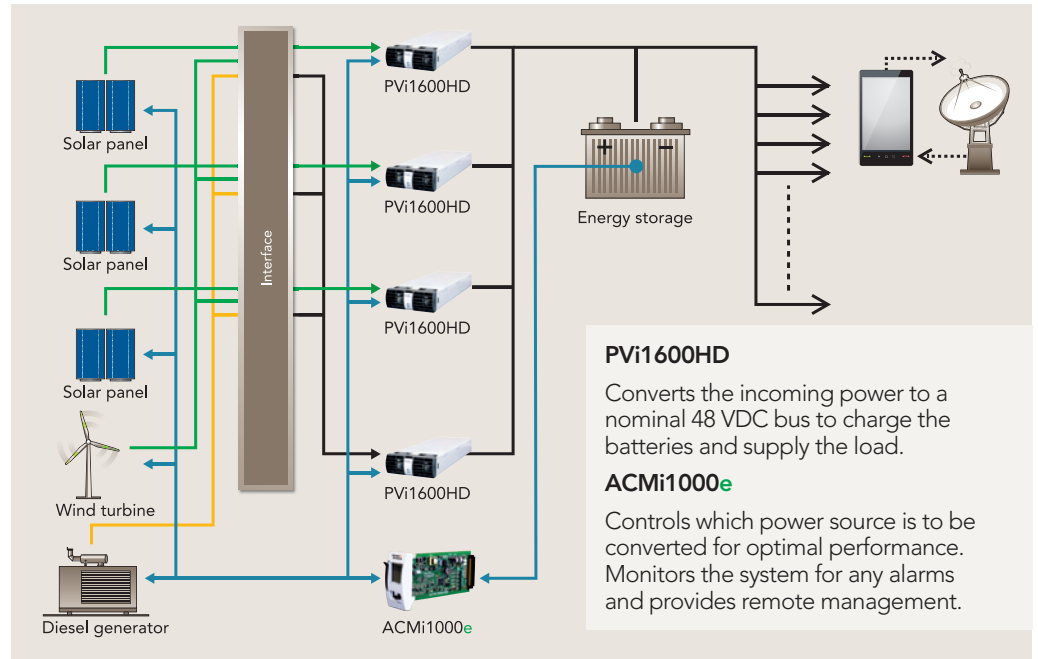 PVi1600HD
Solar panel
PVi1600HD
Energy storage
Solar panel
Interface
PVi1600HD
Solar panel
PVi1600HD
Wind turbine
Diesel generator
ACMi1000e
+ −
PVi1600HD
Converts the incoming power to a
nominal 48 VDC bus to charge the
batteries and supply the load.
ACMi1000e
Controls which power source is to be
converted for optimal performance.
Monitors the system for any alarms
and provides remote management.